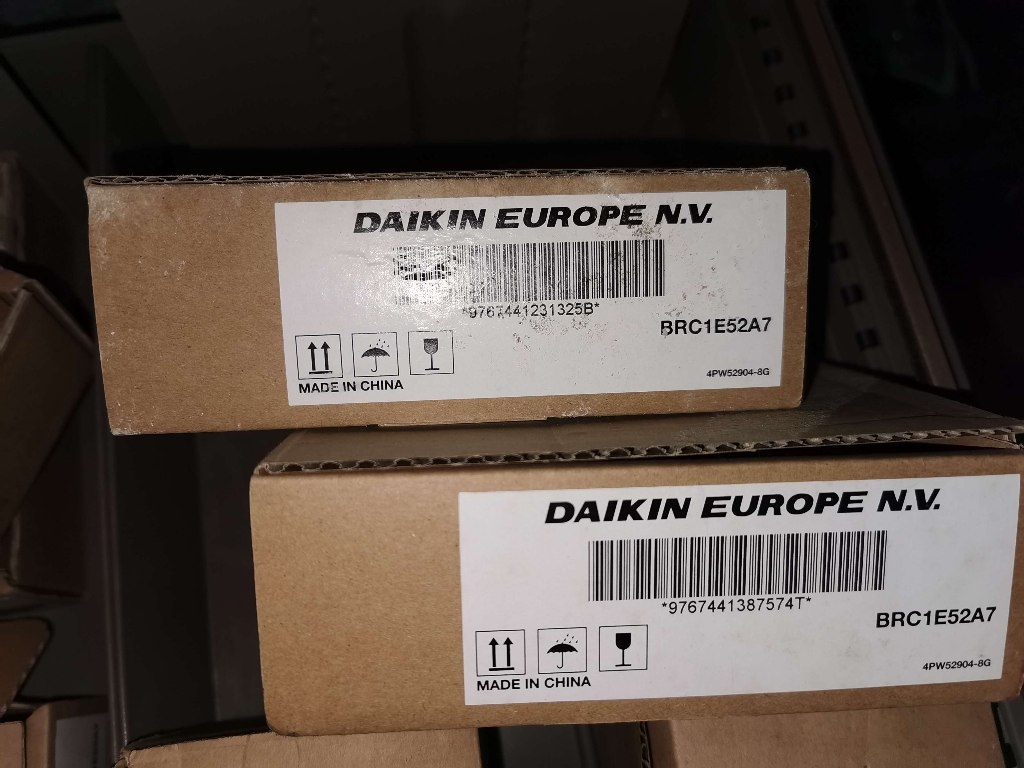 DAIKIN EUROPE N.V.
*9767441231325B*
BRC1E52A7
4PW52904-8G
MADE IN CHINA
DAIKIN EUROPE N.V.
*9767441387574T*
BRC1E52A7
4PW52904-8G
MADE IN CHINA